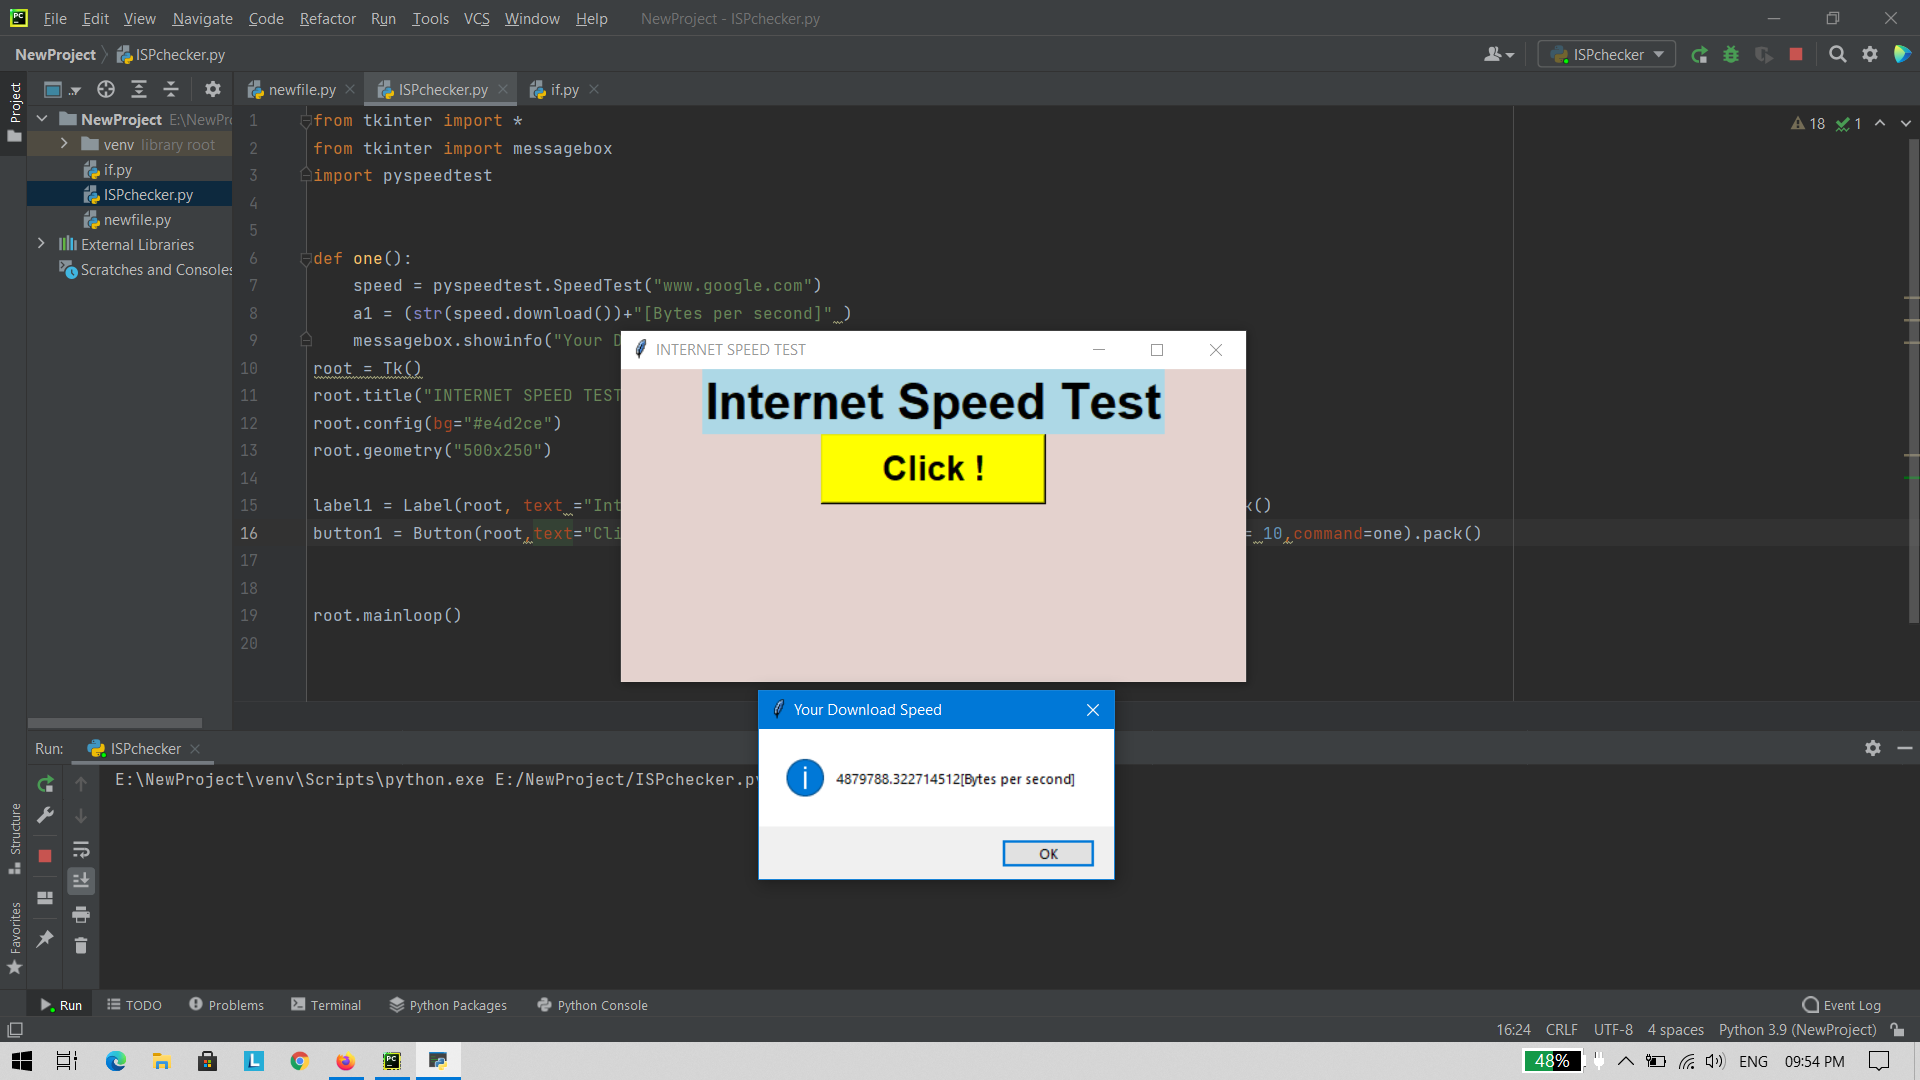 File Edit View Navigate Code Refactor Run Tools VCS Window Help NewProject - ISPchecker.py
NewProject ISPchecker.py ISPchecker
Project
newfile.py ISPchecker.py if.py
NewProject E:\NewPr
venv library root
if.py
ISPchecker.py
newfile.py
External Libraries
Scratches and Consoles
18 1
1 from tkinter import *
2 from tkinter import messagebox
3 import pyspeedtest
4
5
6 def one():
7 speed = pyspeedtest.SpeedTest("www.google.com")
8 a1 = (str(speed.download())+"[Bytes per second]" )
9 messagebox.showinfo("Your D
10 root = Tk()
11 root.title("INTERNET SPEED TEST
12 root.config(bg="#e4d2ce")
13 root.geometry("500x250")
14
15 label1 = Label(root, text ="Int k()
16 button1 = Button(root,text="Cli = 10,command=one).pack()
17
18
19 root.mainloop()
20
INTERNET SPEED TEST
Internet Speed Test
Click !
Your Download Speed
4879788.322714512[Bytes per second]
OK
Run: ISPchecker
E:\NewProject\venv\Scripts\python.exe E:/NewProject/ISPchecker.py
Structure
Favorites
Run TODO Problems Terminal Python Packages Python Console Event Log
16:24 CRLF UTF-8 4 spaces Python 3.9 (NewProject)
48% ENG 09:54 PM